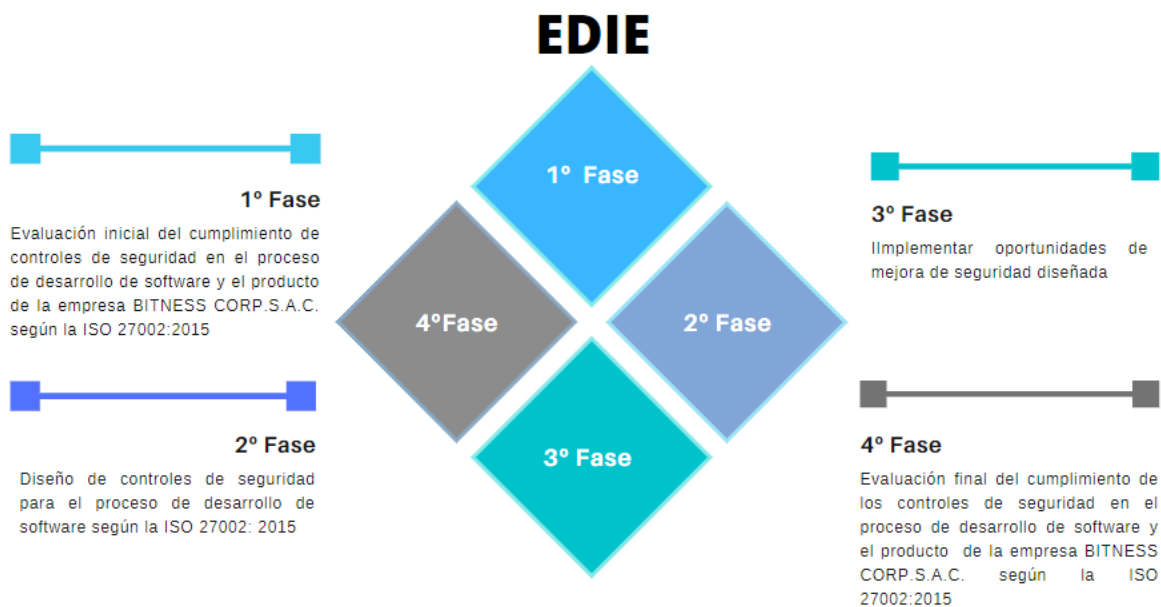 EDIE
1º Fase
4ºFase
2º Fase
3º Fase
1º Fase
Evaluación inicial del cumplimiento de
controles de seguridad en el proceso
de desarrollo de software y el producto
de la empresa BITNESS CORP.S.A.C.
según la ISO 27002:2015
2º Fase
Diseño de controles de seguridad
para el proceso de desarrollo de
software según la ISO 27002: 2015
3º Fase
IImplementar oportunidades de
mejora de seguridad diseñada
4º Fase
Evaluación final del cumplimiento de
los controles de seguridad en el
proceso de desarrollo de software y
el producto de la empresa BITNESS
CORP.S.A.C. según la ISO
27002:2015